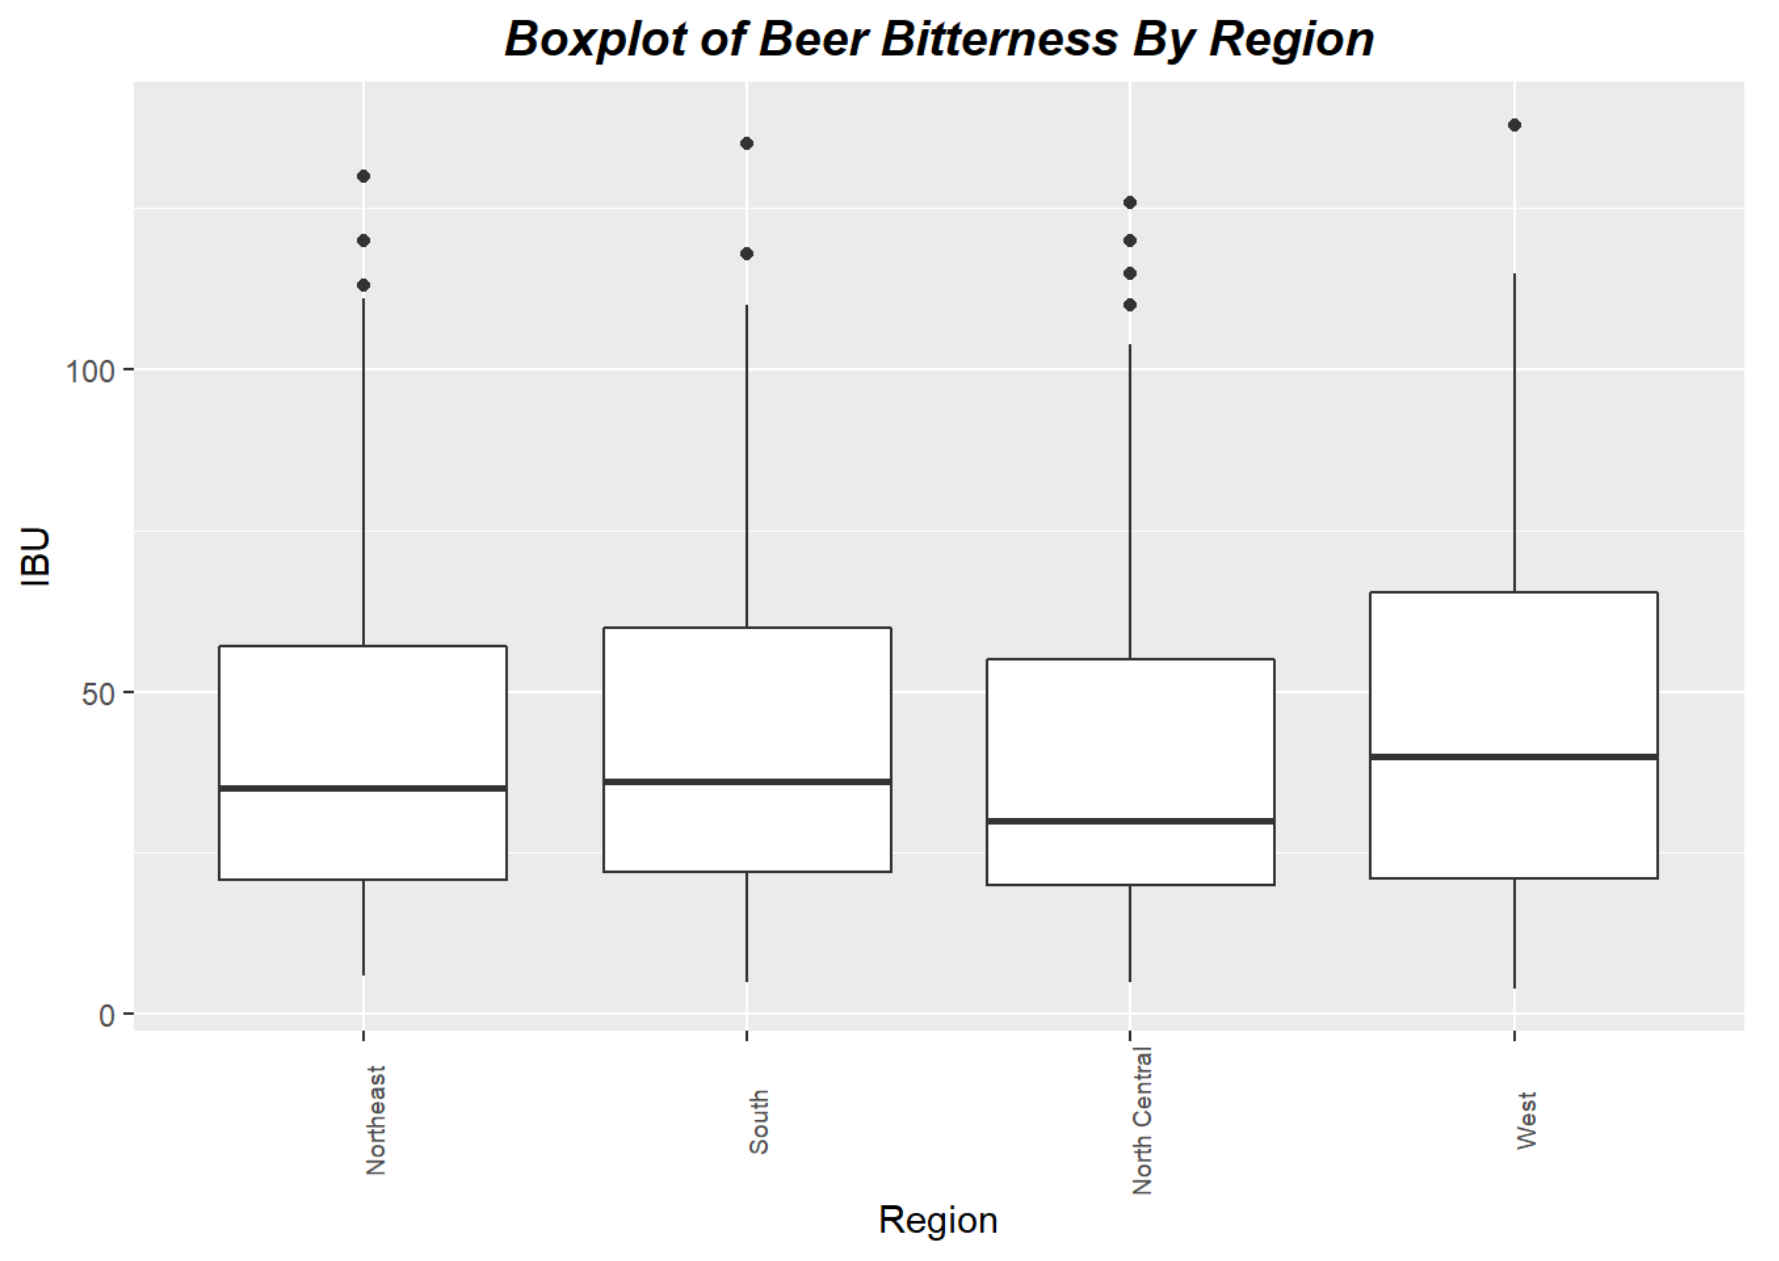 Boxplot of Beer Bitterness By Region
IBU
100
50
0
Northeast
South
North Central
West
Region